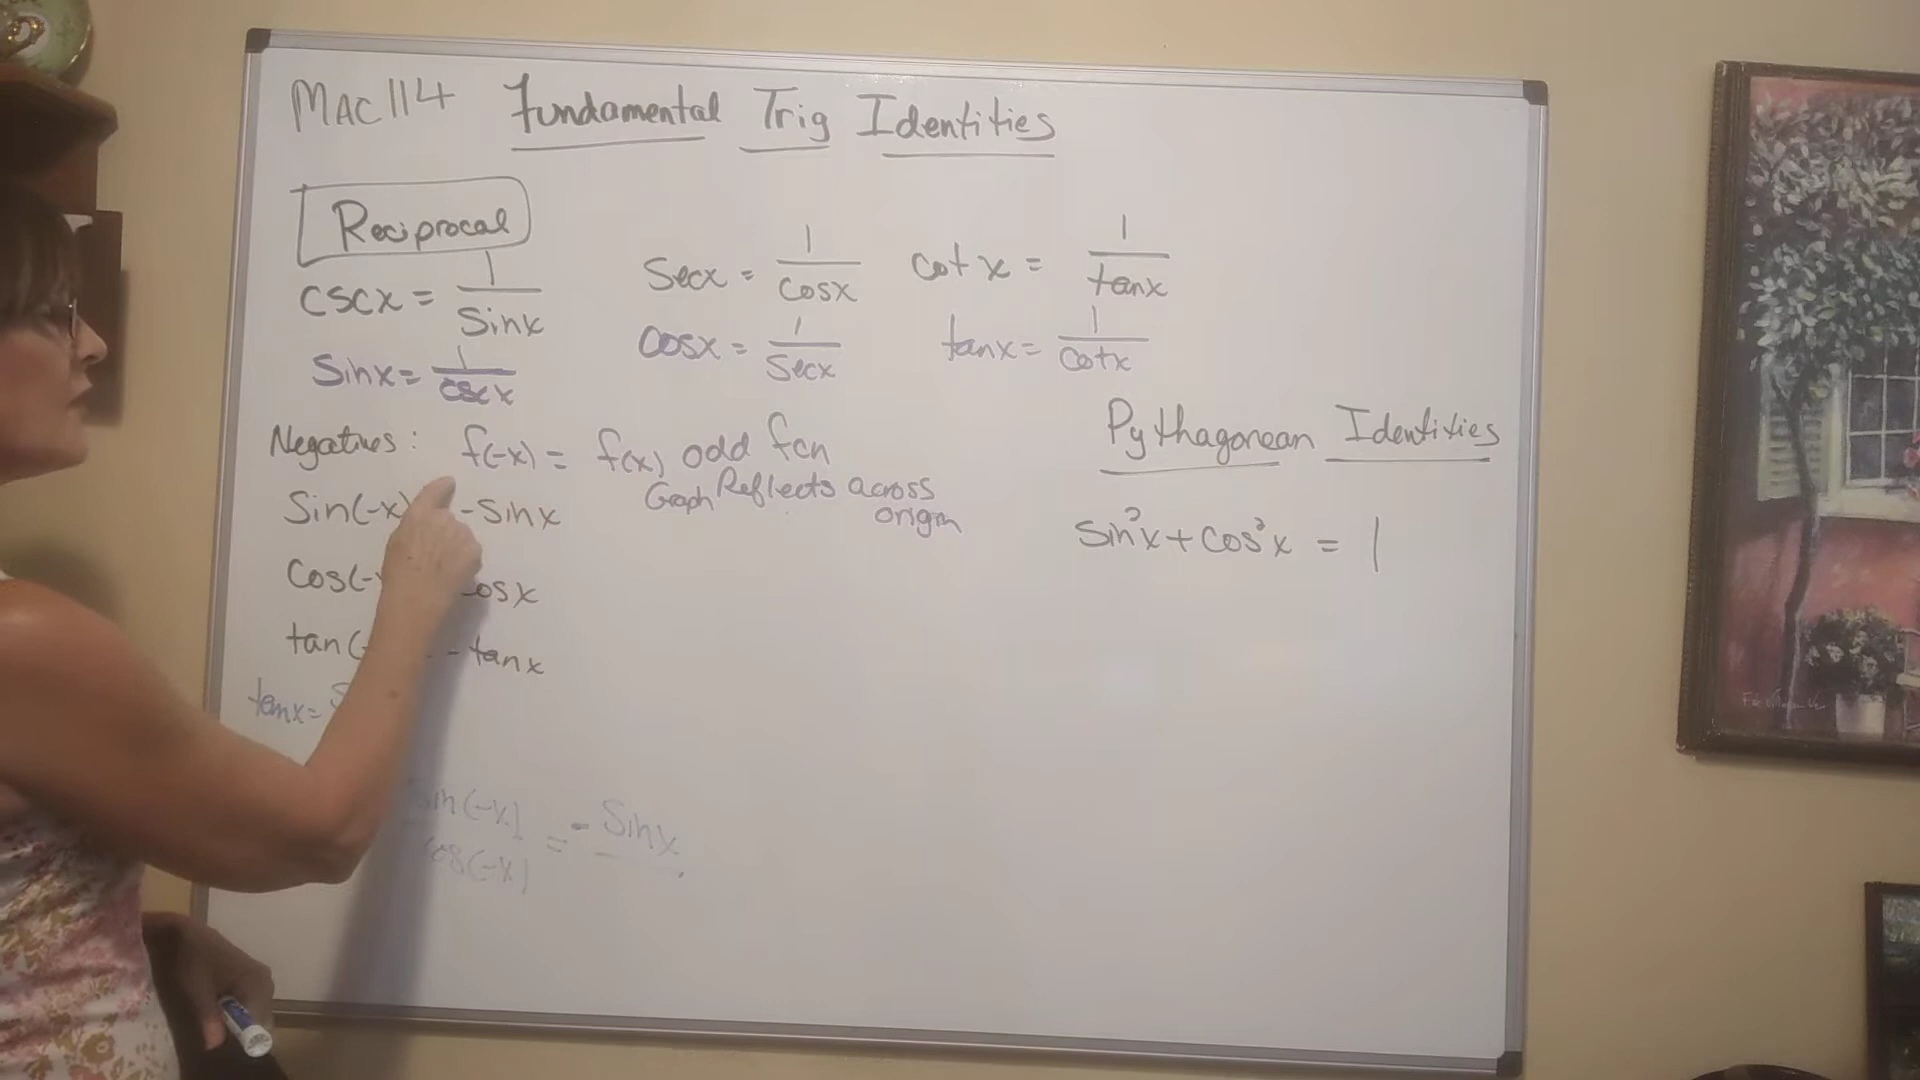 MAC1114 Fundamental Trig Identities
Reciprocal
cscx = 1/sinx    secx = 1/cosx    cotx = 1/tanx
sinx = 1/cscx    cosx = 1/secx    tanx = 1/cotx
Negatives: f(-x) = f(x) odd fcn
Graph Reflects across
origin
Sin(-x) -sinx
Cos(- cosx
tan( -tanx
tanx = S
Sin(-x)/cos(-x) = - Sinx
Pythagorean Identities
sin²x + cos²x = 1